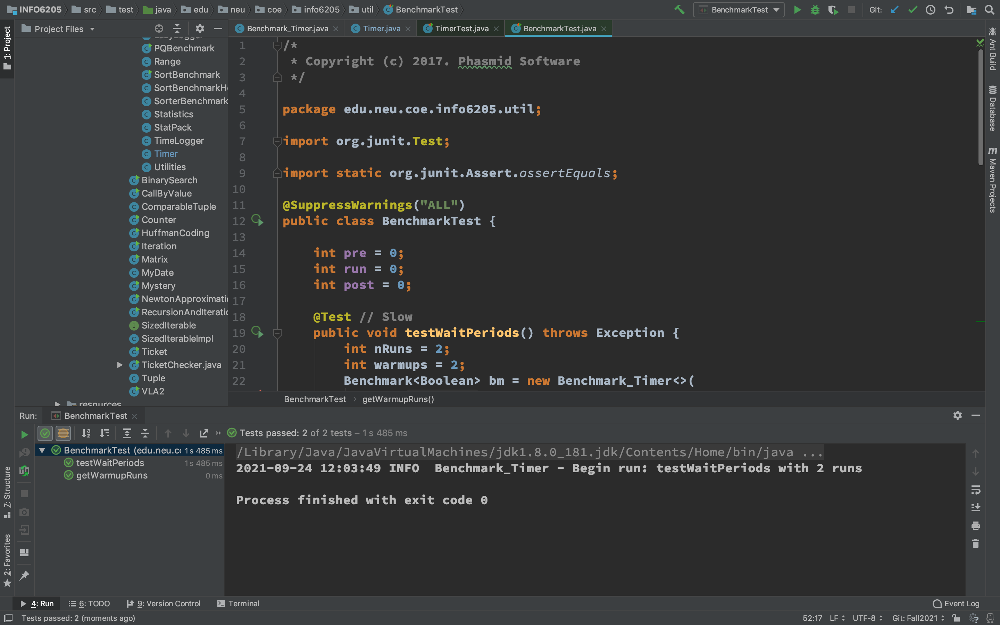 INFO6205 src test java edu neu coe info6205 util BenchmarkTest BenchmarkTest Git:
1: Project
Project Files
PQBenchmark
Range
SortBenchmark
SortBenchmarkH
SorterBenchmark
Statistics
StatPack
TimeLogger
Timer
Utilities
BinarySearch
CallByValue
ComparableTuple
Counter
HuffmanCoding
Iteration
Matrix
MyDate
Mystery
NewtonApproximati
RecursionAndIterati
SizedIterable
SizedIterableImpl
Ticket
TicketChecker.java
Tuple
VLA2
resources
Benchmark_Timer.java Timer.java TimerTest.java BenchmarkTest.java
1 /*
2 * Copyright (c) 2017. Phasmid Software
3 */
4
5 package edu.neu.coe.info6205.util;
6
7 import org.junit.Test;
8
9 import static org.junit.Assert.assertEquals;
10
11 @SuppressWarnings("ALL")
12 public class BenchmarkTest {
13
14 int pre = 0;
15 int run = 0;
16 int post = 0;
17
18 @Test // Slow
19 public void testWaitPeriods() throws Exception {
20 int nRuns = 2;
21 int warmups = 2;
22 Benchmark<Boolean> bm = new Benchmark_Timer<>(
BenchmarkTest › getWarmupRuns()
Ant Build
Database
m Maven Projects
Run: BenchmarkTest
Tests passed: 2 of 2 tests – 1 s 485 ms
BenchmarkTest (edu.neu.co 1 s 485 ms
testWaitPeriods 1 s 485 ms
getWarmupRuns 0 ms
/Library/Java/JavaVirtualMachines/jdk1.8.0_181.jdk/Contents/Home/bin/java ...
2021-09-24 12:03:49 INFO  Benchmark_Timer - Begin run: testWaitPeriods with 2 runs
Process finished with exit code 0
7: Structure
2: Favorites
4: Run 6: TODO 9: Version Control Terminal Event Log
Tests passed: 2 (moments ago) 52:17 LF UTF-8 Git: Fall2021